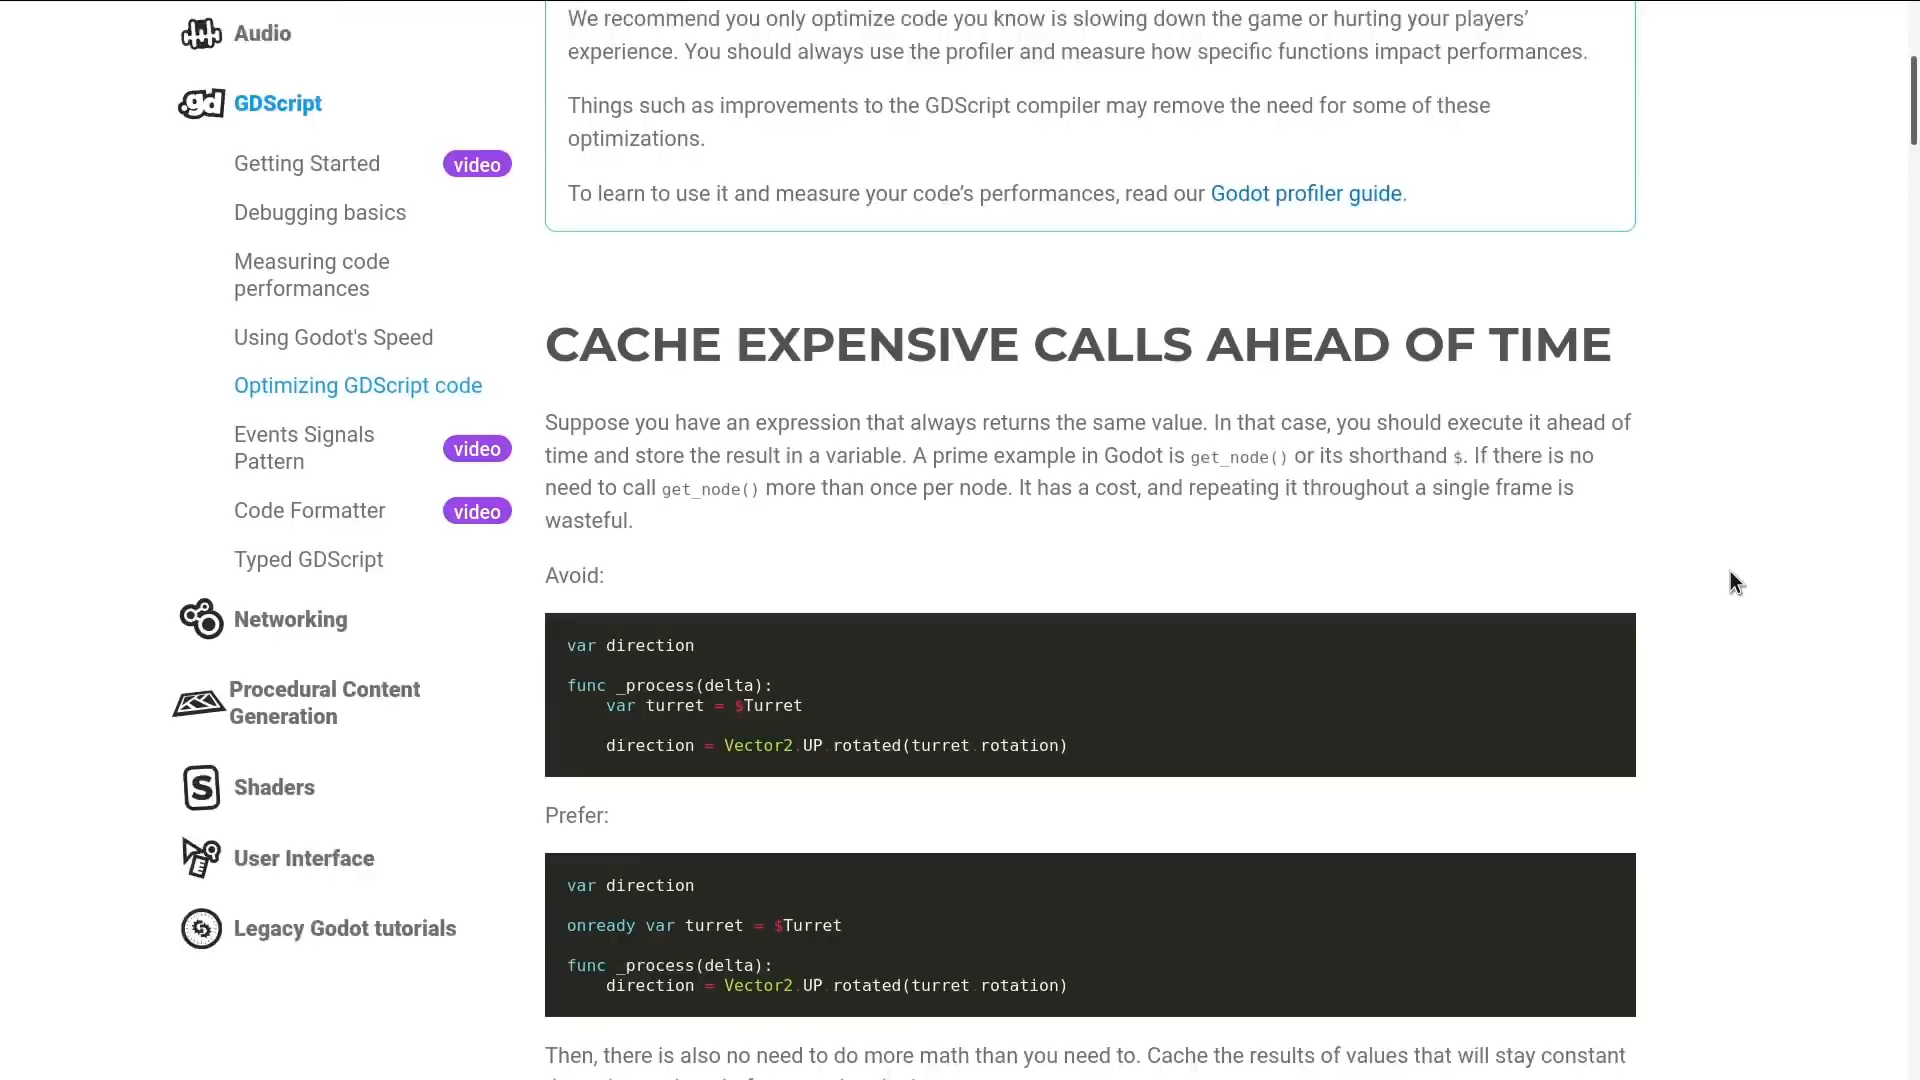 Audio
GDScript
Getting Started video
Debugging basics
Measuring code
performances
Using Godot's Speed
Optimizing GDScript code
Events Signals
Pattern video
Code Formatter video
Typed GDScript
Networking
Procedural Content
Generation
Shaders
User Interface
Legacy Godot tutorials
We recommend you only optimize code you know is slowing down the game or hurting your players’
experience. You should always use the profiler and measure how specific functions impact performances.
Things such as improvements to the GDScript compiler may remove the need for some of these
optimizations.
To learn to use it and measure your code’s performances, read our Godot profiler guide.
CACHE EXPENSIVE CALLS AHEAD OF TIME
Suppose you have an expression that always returns the same value. In that case, you should execute it ahead of
time and store the result in a variable. A prime example in Godot is get_node() or its shorthand $. If there is no
need to call get_node() more than once per node. It has a cost, and repeating it throughout a single frame is
wasteful.
Avoid:
var direction
func _process(delta):
    var turret = $Turret
    direction = Vector2.UP.rotated(turret.rotation)
Prefer:
var direction
onready var turret = $Turret
func _process(delta):
    direction = Vector2.UP.rotated(turret.rotation)
Then, there is also no need to do more math than you need to. Cache the results of values that will stay constant